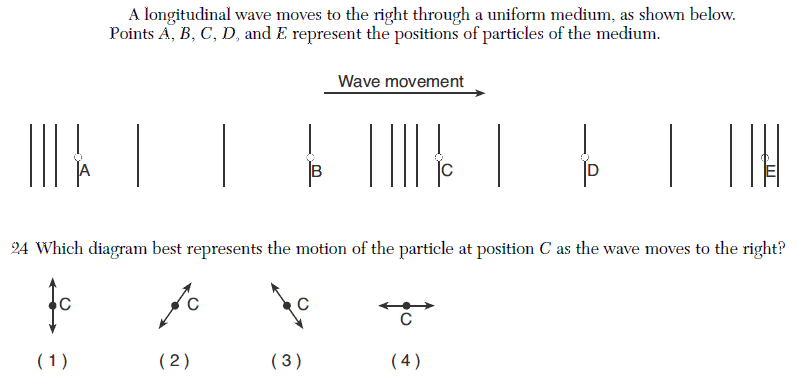 A longitudinal wave moves to the right through a uniform medium, as shown below.
Points A, B, C, D, and E represent the positions of particles of the medium.
Wave movement
A B C D E
24 Which diagram best represents the motion of the particle at position C as the wave moves to the right?
C C C C
(1) (2) (3) (4)